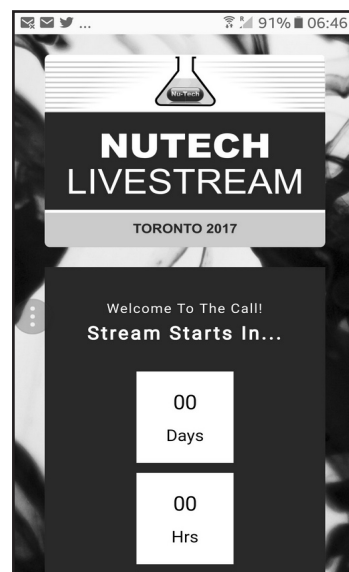 ... 91% 06:46
Nu-Tech
NUTECH
LIVESTREAM
TORONTO 2017
Welcome To The Call!
Stream Starts In...
00
Days
00
Hrs